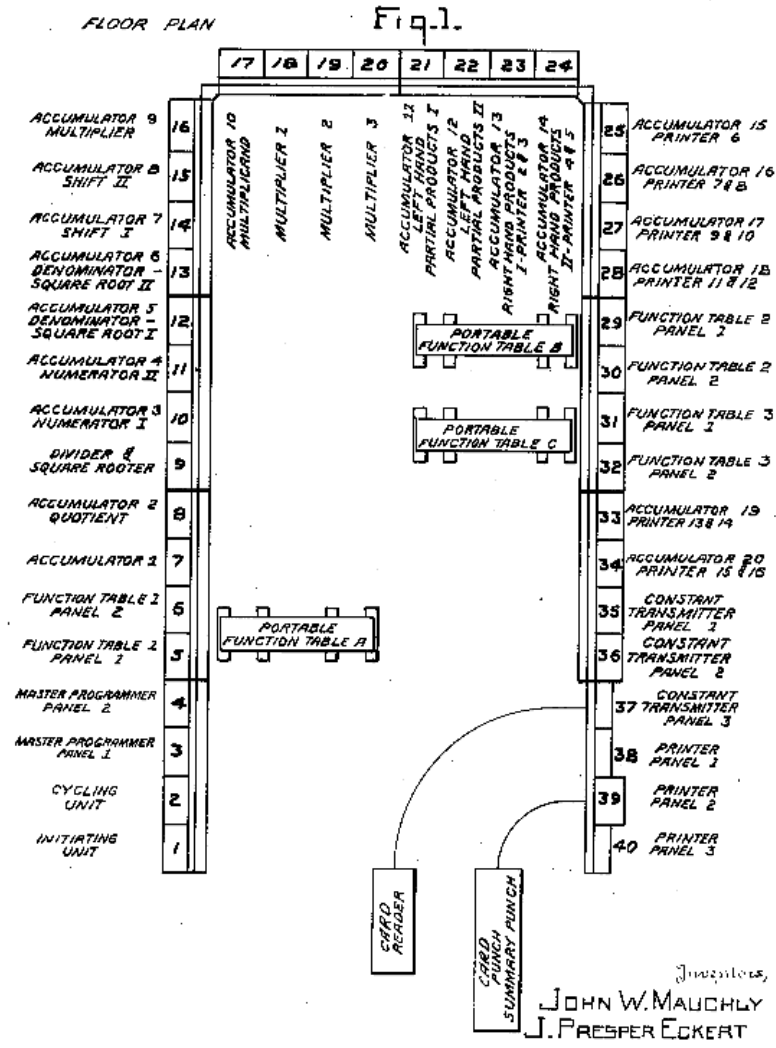 FLOOR PLAN
Fig.1.
17 18 19 20 21 22 23 24
ACCUMULATOR 9
MULTIPLIER
16
ACCUMULATOR 8
SHIFT II
15
ACCUMULATOR 7
SHIFT I
14
ACCUMULATOR 6
DENOMINATOR -
SQUARE ROOT II
13
ACCUMULATOR 5
DENOMINATOR -
SQUARE ROOT I
12
ACCUMULATOR 4
NUMERATOR II
11
ACCUMULATOR 3
NUMERATOR I
10
DIVIDER &
SQUARE ROOTER
9
ACCUMULATOR 2
QUOTIENT
8
ACCUMULATOR 1
7
FUNCTION TABLE 1
PANEL 2
6
FUNCTION TABLE 1
PANEL 1
5
MASTER PROGRAMMER
PANEL 2
4
MASTER PROGRAMMER
PANEL 1
3
CYCLING
UNIT
2
INITIATING
UNIT
1
ACCUMULATOR 10
MULTIPLICAND
MULTIPLIER 1
MULTIPLIER 2
MULTIPLIER 3
ACCUMULATOR 11
LEFT HAND
PARTIAL PRODUCTS I
ACCUMULATOR 12
LEFT HAND
PARTIAL PRODUCTS II
ACCUMULATOR 13
RIGHT HAND PRODUCTS
I-PRINTER 2 & 3
ACCUMULATOR 14
RIGHT HAND PRODUCTS
II-PRINTER 4 & 5
PORTABLE
FUNCTION TABLE B
PORTABLE
FUNCTION TABLE C
PORTABLE
FUNCTION TABLE A
25
ACCUMULATOR 15
PRINTER 6
26
ACCUMULATOR 16
PRINTER 7 & 8
27
ACCUMULATOR 17
PRINTER 9 & 10
28
ACCUMULATOR 18
PRINTER 11 & 12
29
FUNCTION TABLE 2
PANEL 1
30
FUNCTION TABLE 2
PANEL 2
31
FUNCTION TABLE 3
PANEL 1
32
FUNCTION TABLE 3
PANEL 2
33
ACCUMULATOR 19
PRINTER 13 & 14
34
ACCUMULATOR 20
PRINTER 15 & 16
35
CONSTANT
TRANSMITTER
PANEL 1
36
CONSTANT
TRANSMITTER
PANEL 2
37
CONSTANT
TRANSMITTER
PANEL 3
38
PRINTER
PANEL 1
39
PRINTER
PANEL 2
40
PRINTER
PANEL 3
CARD
READER
CARD
PUNCH
SUMMARY PUNCH
Inventors,
JOHN W. MAUCHLY
J. PRESPER ECKERT